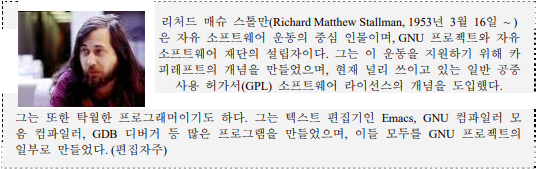 리처드 매슈 스톨만(Richard Matthew Stallman, 1953년 3월 16일 ~ )
은 자유 소프트웨어 운동의 중심 인물이며, GNU 프로젝트와 자유
소프트웨어 재단의 설립자이다. 그는 이 운동을 지원하기 위해 카
피레프트의 개념을 만들었으며, 현재 널리 쓰이고 있는 일반 공중
사용 허가서(GPL) 소프트웨어 라이선스의 개념을 도입했다.
그는 또한 탁월한 프로그래머이기도 하다. 그는 텍스트 편집기인 Emacs, GNU 컴파일러 모
음 컴파일러, GDB 디버거 등 많은 프로그램을 만들었으며, 이들 모두를 GNU 프로젝트의
일부로 만들었다. (편집자주)